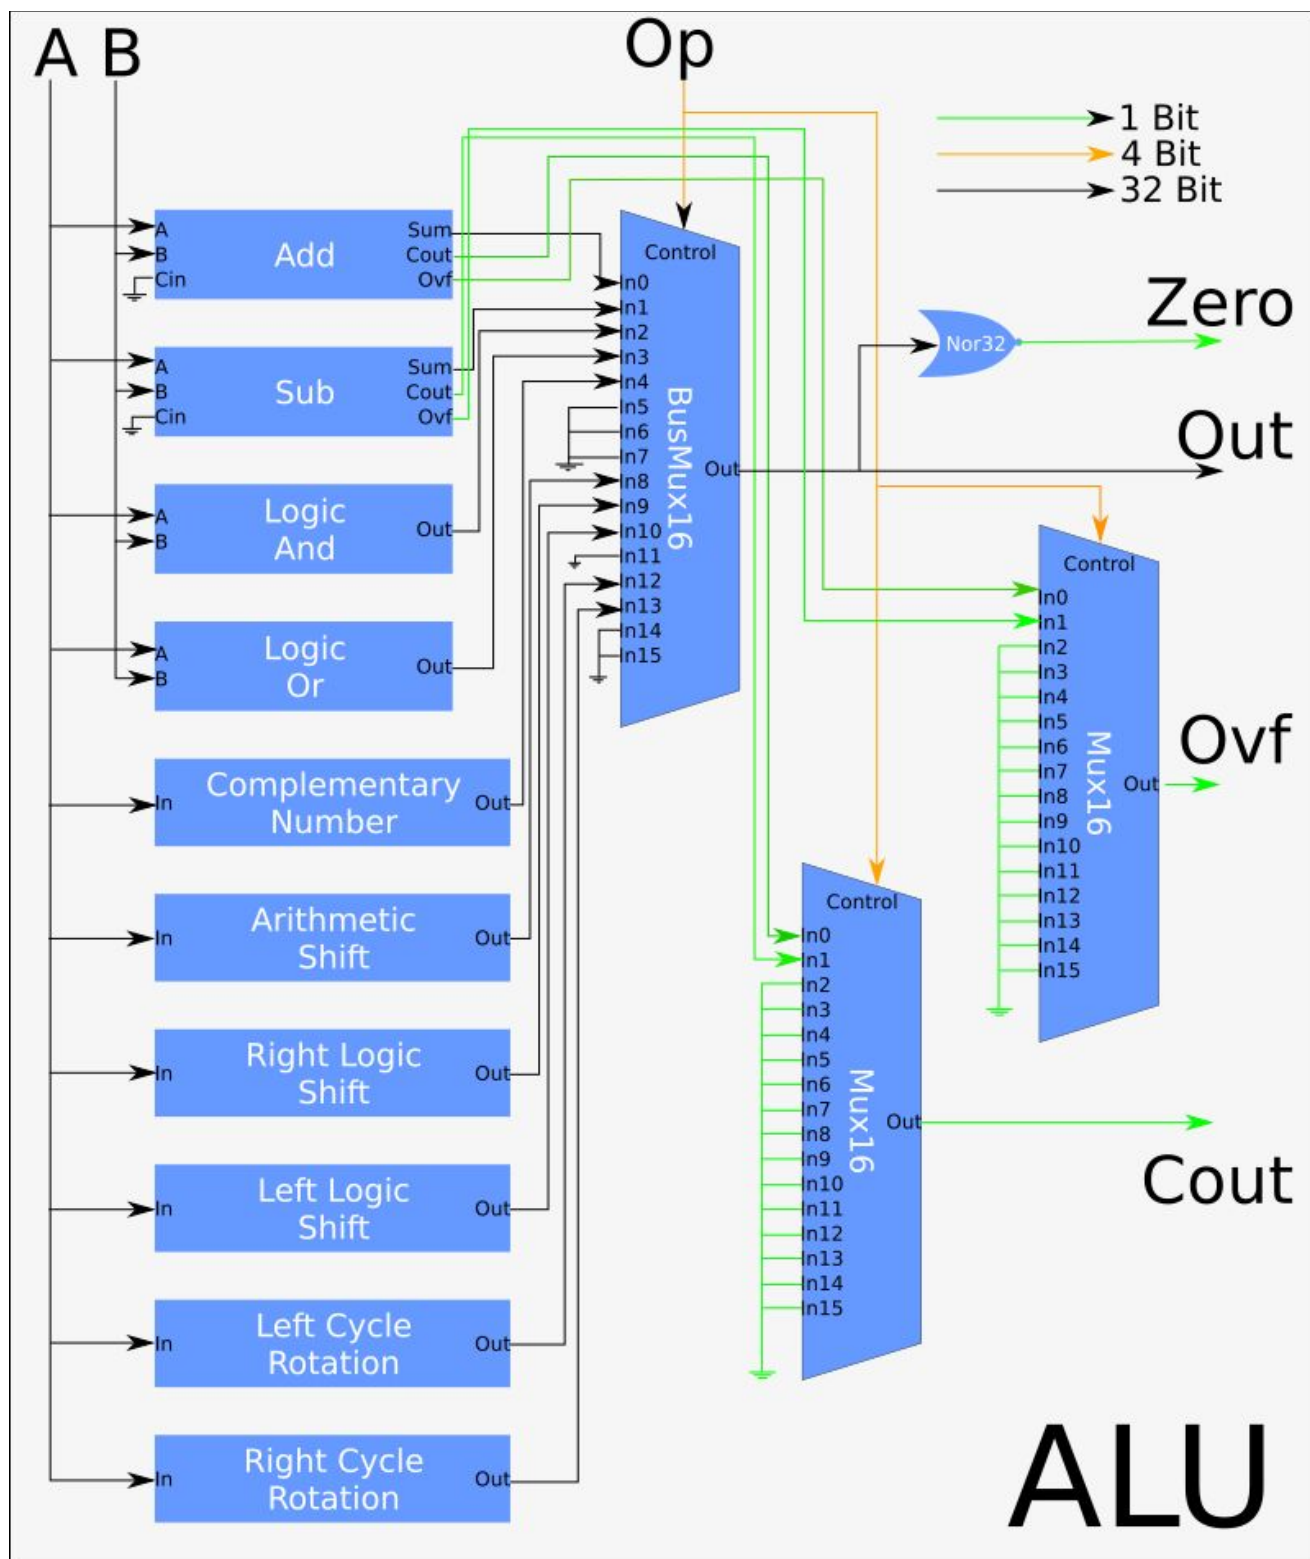 A B
Op
1 Bit
4 Bit
32 Bit
A
B
Cin
Add
Sum
Cout
Ovf
A
B
Cin
Sub
Sum
Cout
Ovf
A
B
Logic
And
Out
A
B
Logic
Or
Out
In
Complementary
Number
Out
In
Arithmetic
Shift
Out
In
Right Logic
Shift
Out
In
Left Logic
Shift
Out
In
Left Cycle
Rotation
Out
In
Right Cycle
Rotation
Out
Control
In0
In1
In2
In3
In4
In5
In6
In7
In8
In9
In10
In11
In12
In13
In14
In15
BusMux16
Out
Nor32
Zero
Out
Control
In0
In1
In2
In3
In4
In5
In6
In7
In8
In9
In10
In11
In12
In13
In14
In15
Mux16
Out
Ovf
Control
In0
In1
In2
In3
In4
In5
In6
In7
In8
In9
In10
In11
In12
In13
In14
In15
Mux16
Out
Cout
ALU